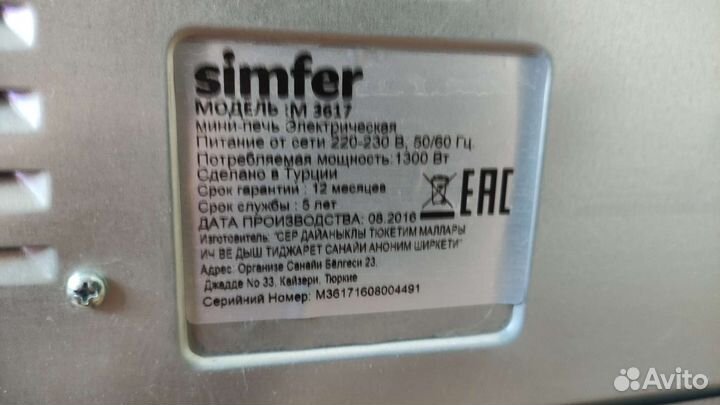 simfer
МОДЕЛЬ :M 3617
мини-печь Электрическая
Питание от сети 220-230 В, 50/60 Гц.
Потребляемая мощность:1300 Вт
Сделано в Турции
Срок гарантий : 12 месяцев
Срок службы : 5 лет
ДАТА ПРОИЗВОДСТВА: 08.2016
EAC
Изготовитель: "СЕР ДАЙАНЫКЛЫ ТЮКЕТИМ МАЛЛАРЫ
ИЧ ВЕ ДЫШ ТИДЖАРЕТ САНАЙИ АНОНИМ ШИРКЕТИ"
Адрес: Организе Санайи Бёлгеси 23.
Джадде No 33, Кайзери, Тюркие
Серийний Номер: M36171608004491
Avito